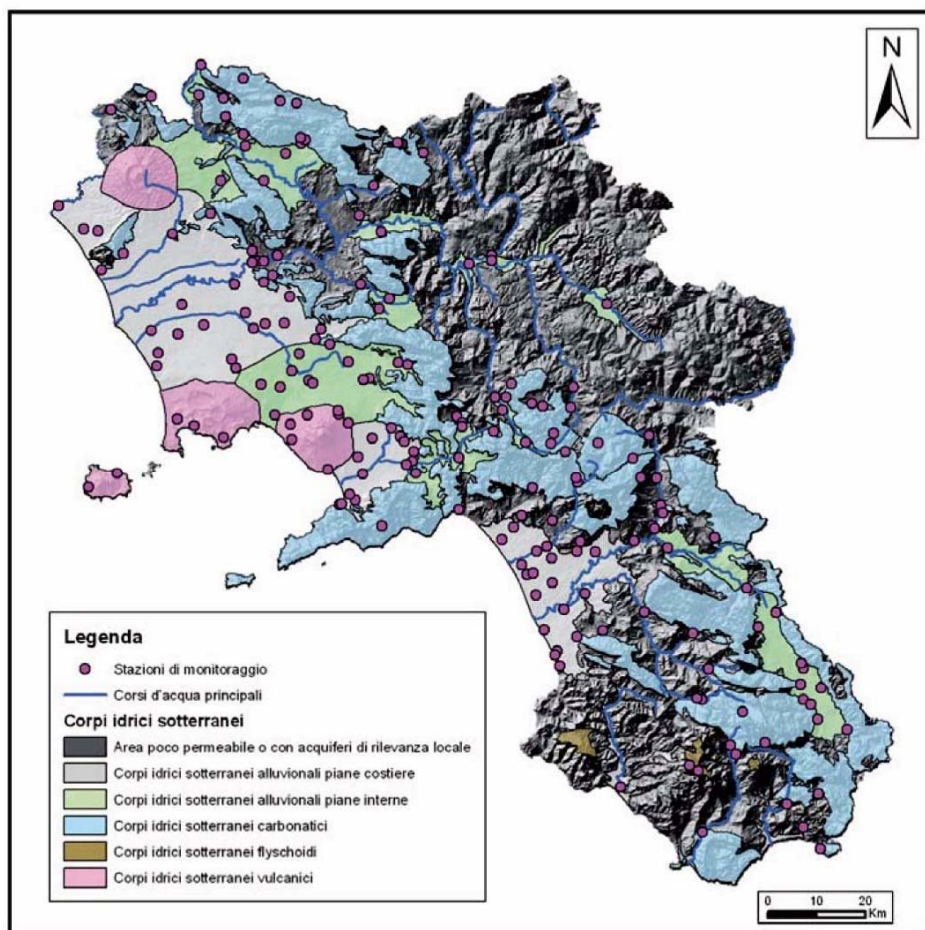 N
Legenda
Stazioni di monitoraggio
Corsi d'acqua principali
Corpi idrici sotterranei
Area poco permeabile o con acquiferi di rilevanza locale
Corpi idrici sotterranei alluvionali piane costiere
Corpi idrici sotterranei alluvionali piane interne
Corpi idrici sotterranei carbonatici
Corpi idrici sotterranei flyschoidi
Corpi idrici sotterranei vulcanici
0 10 20
Km